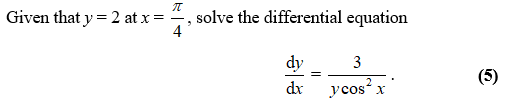 Given that y = 2 at x = π/4, solve the differential equation
dy/dx = 3/(y cos² x).
(5)